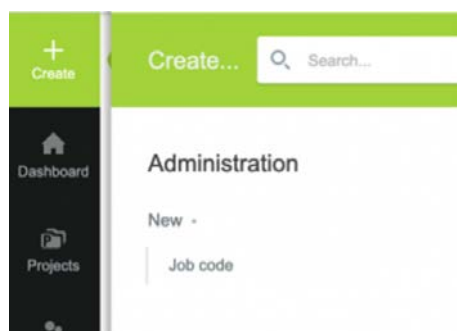 Create
Create...
Search...
Dashboard
Administration
New -
Projects
Job code